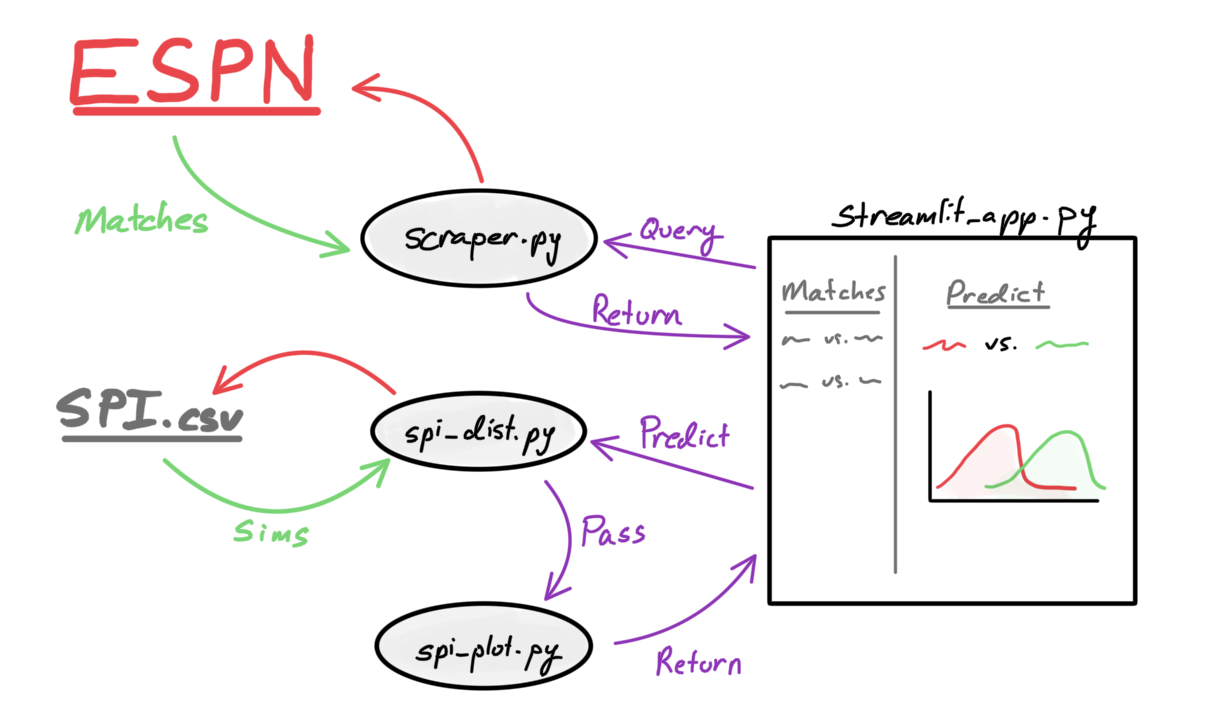 ESPN
Matches
scraper.py
Query
Return
streamlit_app.py
Matches
Predict
vs.
vs.
vs.
SPI.csv
spi_dist.py
Predict
Sims
Pass
spi_plot.py
Return